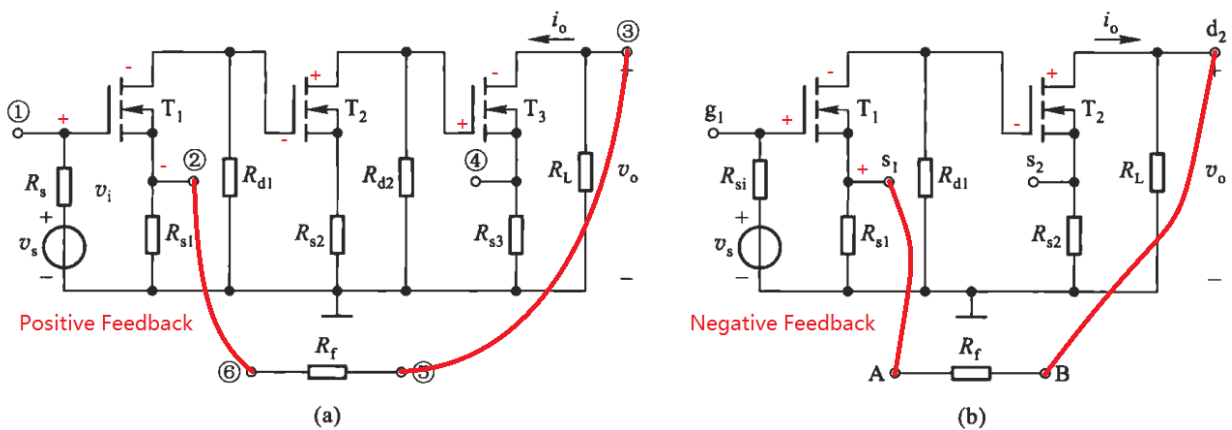 i_o ③
① + - T₁ - + T₂ + T₃ +
② ④
R_s v_i - R_d1 R_d2 R_L v_o
+ v_s - R_s1 R_s2 R_s3 -
Positive Feedback
⑥ R_f ⑤
(a)
i_o d₂
g₁ + - T₁ - + T₂ +
s₁ s₂
R_si + R_d1 R_L v_o
+ v_s - R_s1 R_s2 -
Negative Feedback
A R_f B
(b)